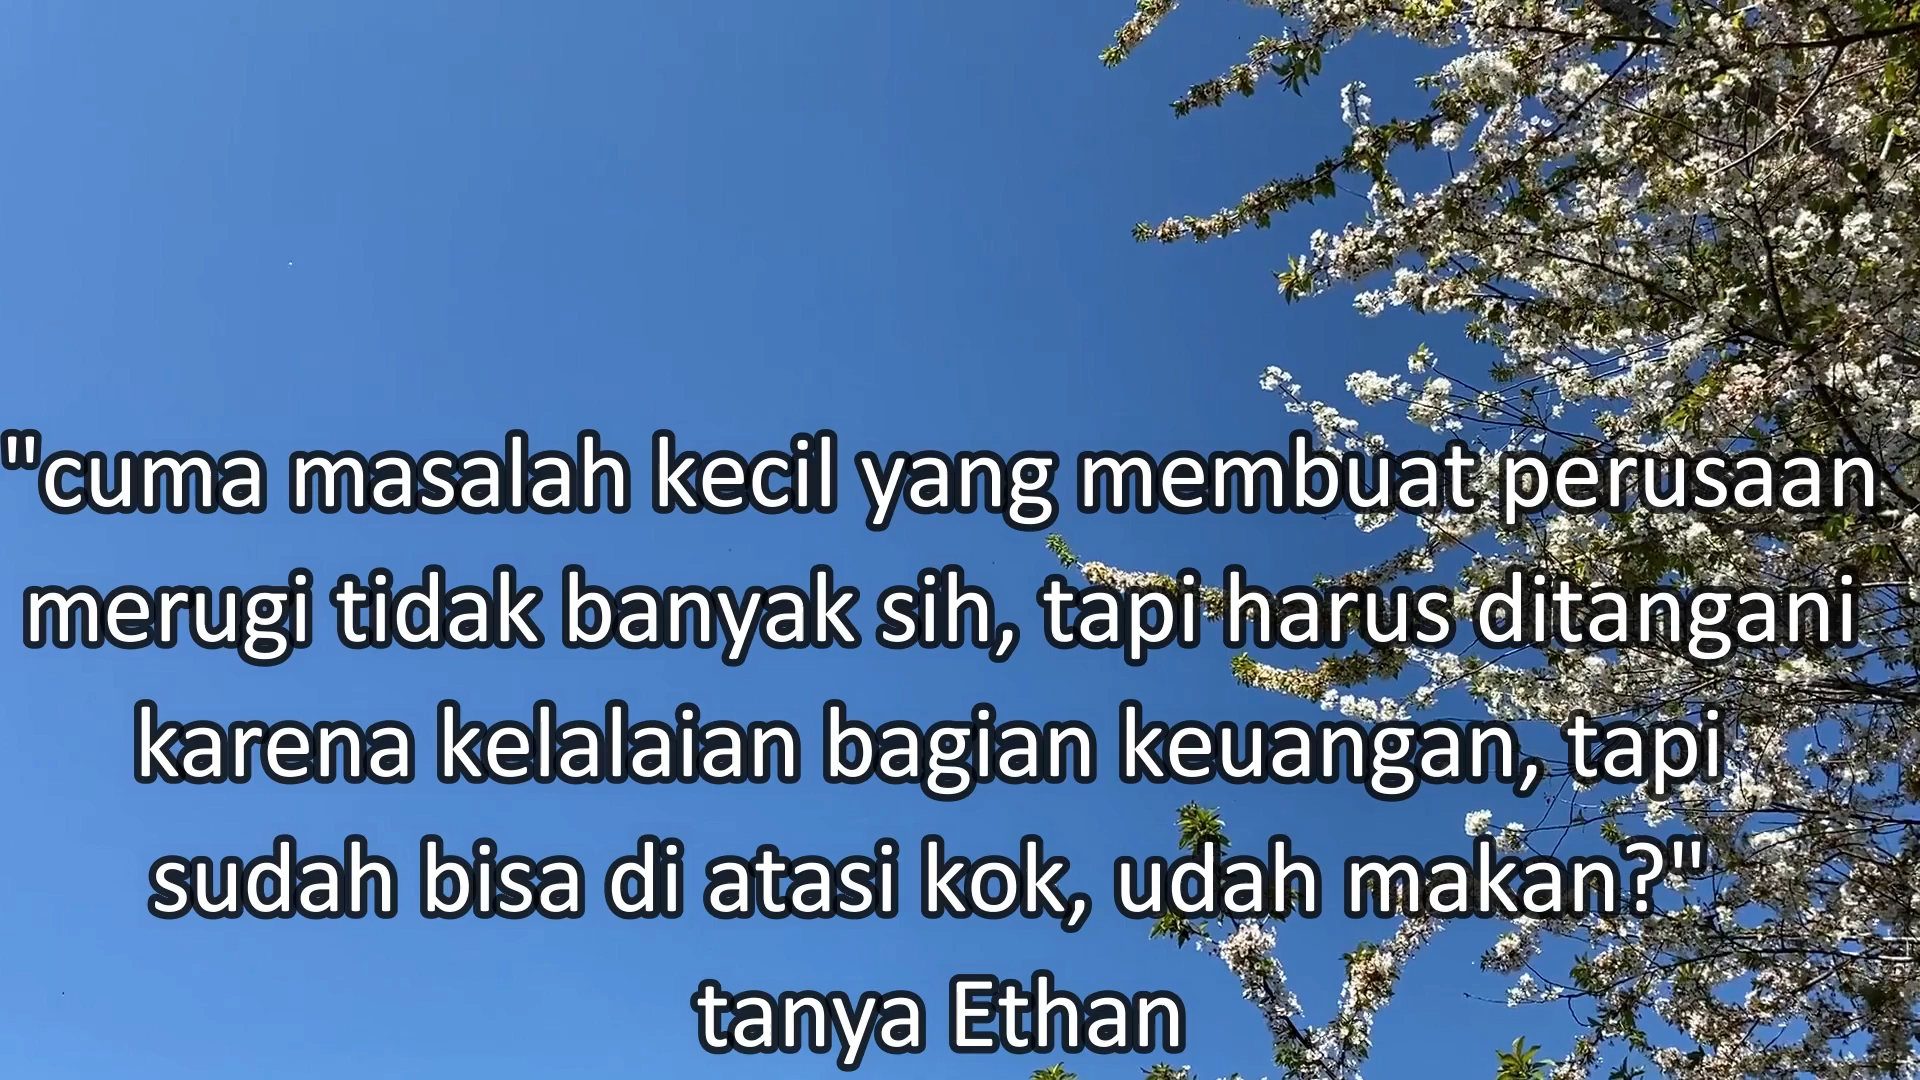 "cuma masalah kecil yang membuat perusaan
merugi tidak banyak sih, tapi harus ditangani
karena kelalaian bagian keuangan, tapi
sudah bisa di atasi kok, udah makan?"
tanya Ethan